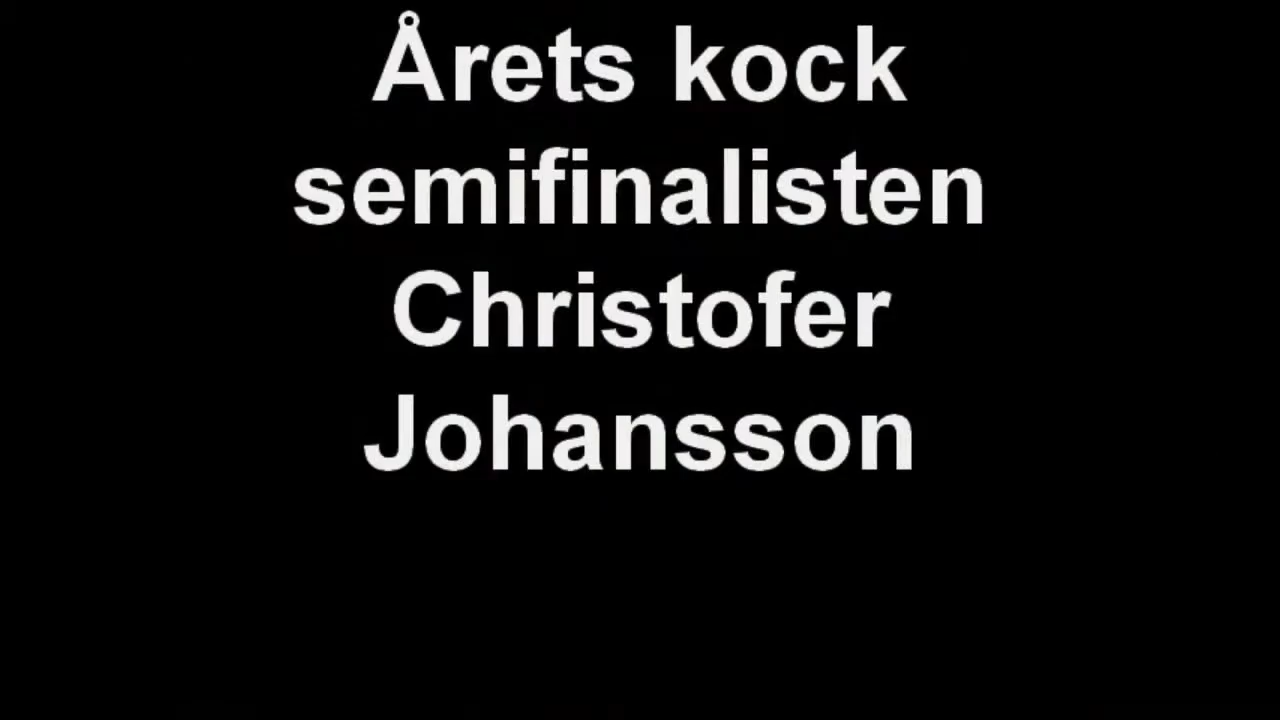 Årets kock
semifinalisten
Christofer
Johansson